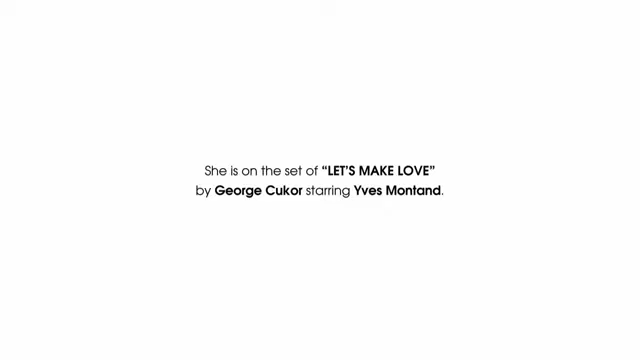 She is on the set of “LET’S MAKE LOVE”
by George Cukor starring Yves Montand.